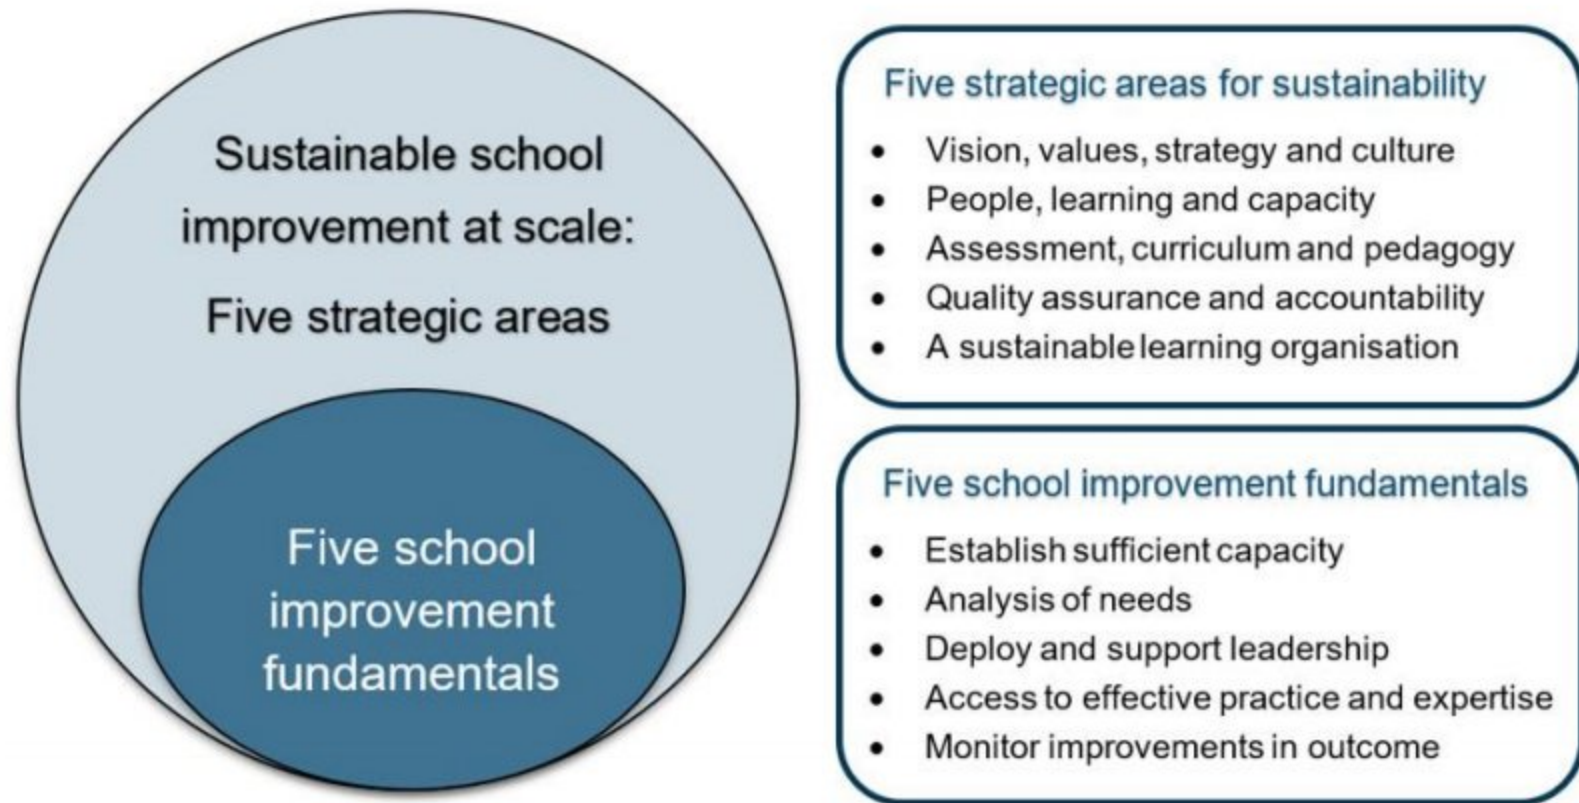 Sustainable school
improvement at scale:
Five strategic areas
Five school
improvement
fundamentals
Five strategic areas for sustainability
• Vision, values, strategy and culture
• People, learning and capacity
• Assessment, curriculum and pedagogy
• Quality assurance and accountability
• A sustainable learning organisation
Five school improvement fundamentals
• Establish sufficient capacity
• Analysis of needs
• Deploy and support leadership
• Access to effective practice and expertise
• Monitor improvements in outcome